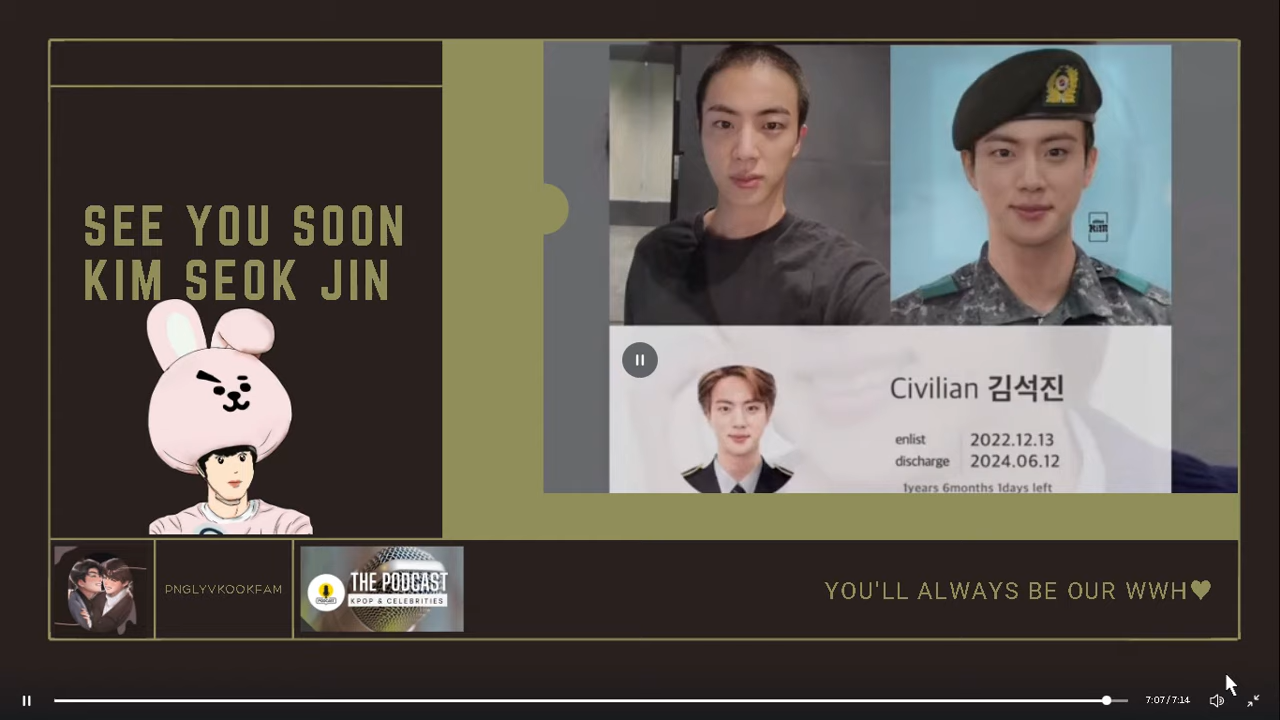 SEE YOU SOON
KIM SEOK JIN
Civilian 김석진
enlist 2022.12.13
discharge 2024.06.12
1years 6months 1days left
PNGLYVKOOKFAM
THE PODCAST
KPOP & CELEBRITIES
YOU'LL ALWAYS BE OUR WWH♥
7:07/7:14